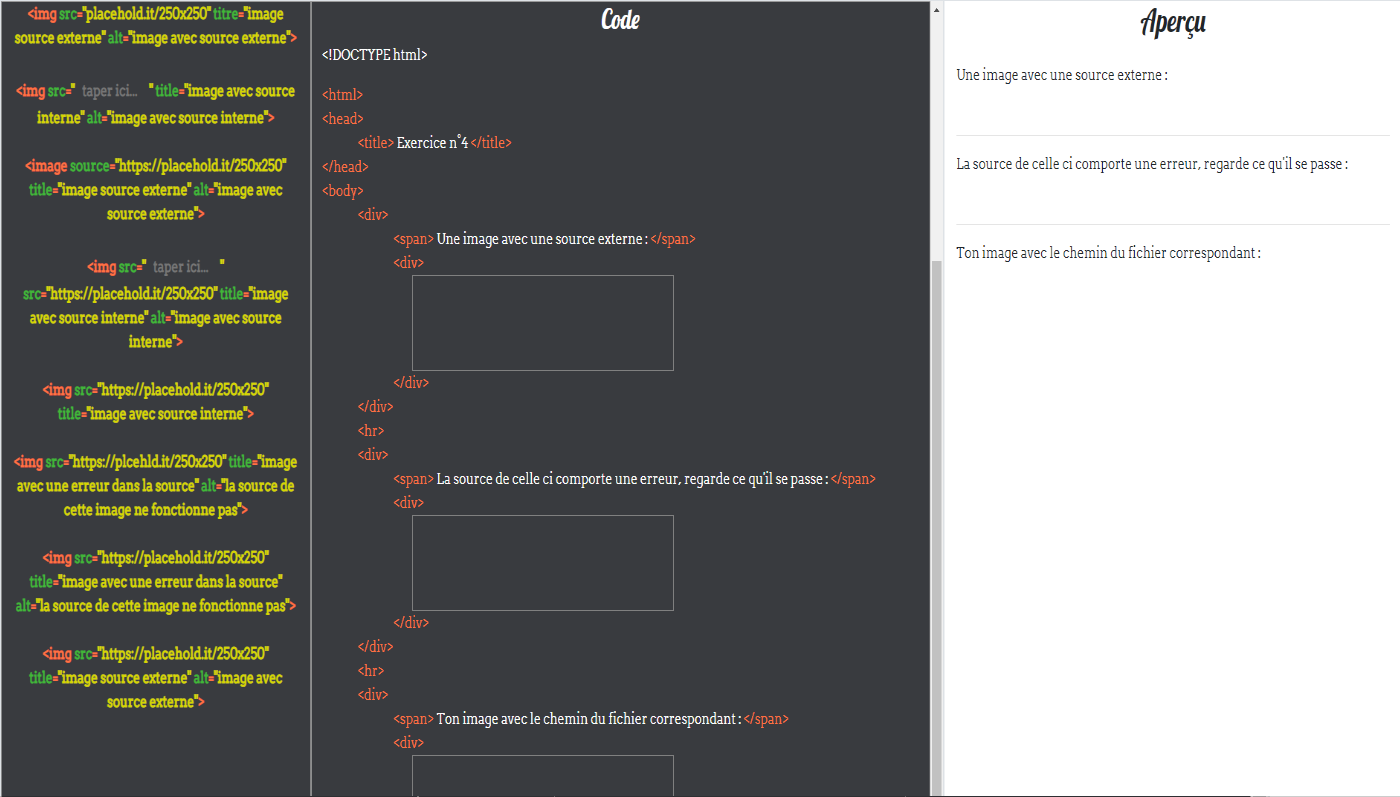 <img src="placehold.it/250x250" titre="image
source externe" alt="image avec source externe">
<img src=" taper ici... " title="image avec source
interne" alt="image avec source interne">
<image source="https://placehold.it/250x250"
title="image source externe" alt="image avec
source externe">
<img src=" taper ici... "
src="https://placehold.it/250x250" title="image
avec source interne" alt="image avec source
interne">
<img src="https://placehold.it/250x250"
title="image avec source interne">
<img src="https://plcehld.it/250x250" title="image
avec une erreur dans la source" alt="la source de
cette image ne fonctionne pas">
<img src="https://placehold.it/250x250"
title="image avec une erreur dans la source"
alt="la source de cette image ne fonctionne pas">
<img src="https://placehold.it/250x250"
title="image source externe" alt="image avec
source externe">
Code
<!DOCTYPE html>
<html>
<head>
<title> Exercice n°4 </title>
</head>
<body>
<div>
<span> Une image avec une source externe : </span>
<div>
</div>
</div>
<hr>
<div>
<span> La source de celle ci comporte une erreur, regarde ce qu'il se passe : </span>
<div>
</div>
</div>
<hr>
<div>
<span> Ton image avec le chemin du fichier correspondant : </span>
<div>
Aperçu
Une image avec une source externe :
La source de celle ci comporte une erreur, regarde ce qu'il se passe :
Ton image avec le chemin du fichier correspondant :